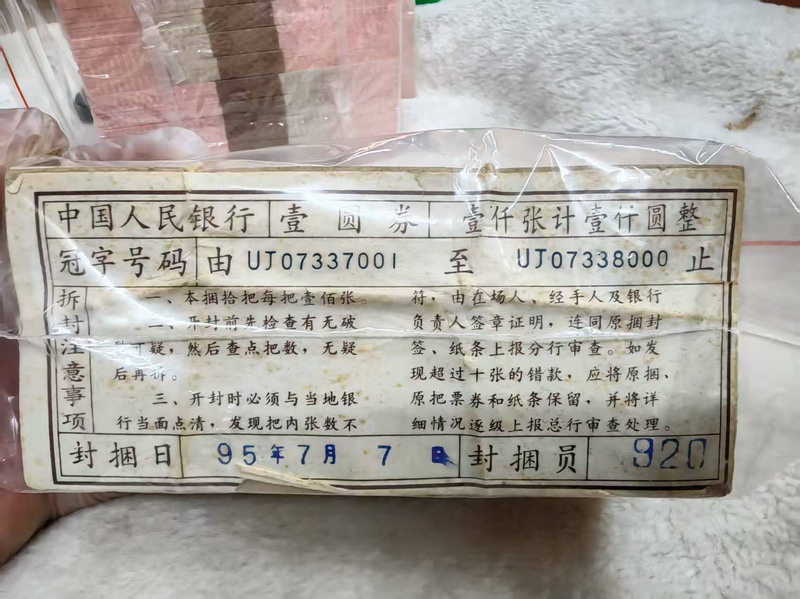 中国人民银行 壹圆券 壹仟张计壹仟圆整
冠字号码 由 UJ07337001 至 UJ07338000 止
拆封注意事项
一、本捆拾把每把壹佰张。
二、开封前先检查有无破
可疑，然后查点把数，无疑
后再拆。
三、开封时必须与当地银
行当面点清，发现把内张数不
符，由在场人、经手人及银行
负责人签章证明，连同原捆封
签、纸条上报分行审查。如发
现超过十张的错款，应将原捆、
原把票券和纸条保留，并将详
细情况逐级上报总行审查处理。
封捆日 95年7月7日 封捆员 920